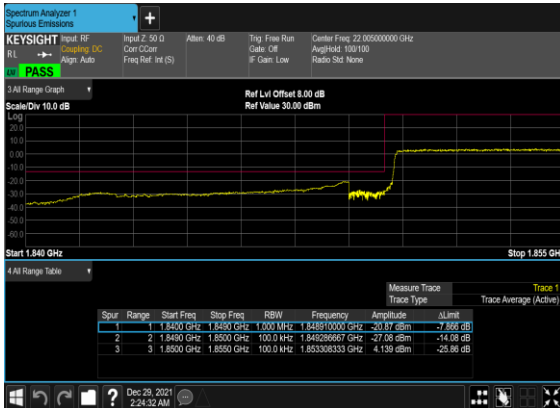 Spectrum Analyzer 1
Spurious Emissions
KEYSIGHT
RL
PASS
Input: RF
Coupling: DC
Align: Auto
Input Z: 50 Ω
Corr CCorr
Freq Ref: Int (S)
Atten: 40 dB
Trig: Free Run
Gate: Off
IF Gain: Low
Center Freq: 22.005000000 GHz
Avg|Hold: 100/100
Radio Std: None
3 All Range Graph
Scale/Div 10.0 dB
Ref Lvl Offset 8.00 dB
Ref Value 30.00 dBm
Log
20.0
10.0
0.00
-10.0
-20.0
-30.0
-40.0
-50.0
-60.0
Start 1.840 GHz
Stop 1.855 GH
4 All Range Table
Measure Trace Trace 1
Trace Type Trace Average (Active)
Spur Range Start Freq Stop Freq RBW Frequency Amplitude ΔLimit
1 1 1.8400 GHz 1.8490 GHz 1.000 MHz 1.848910000 GHz -20.87 dBm -7.866 dB
2 2 1.8490 GHz 1.8500 GHz 100.0 kHz 1.849286667 GHz -27.08 dBm -14.08 dB
3 3 1.8500 GHz 1.8550 GHz 100.0 kHz 1.853308333 GHz 4.139 dBm -25.86 dB
Dec 29, 2021
2:24:32 AM